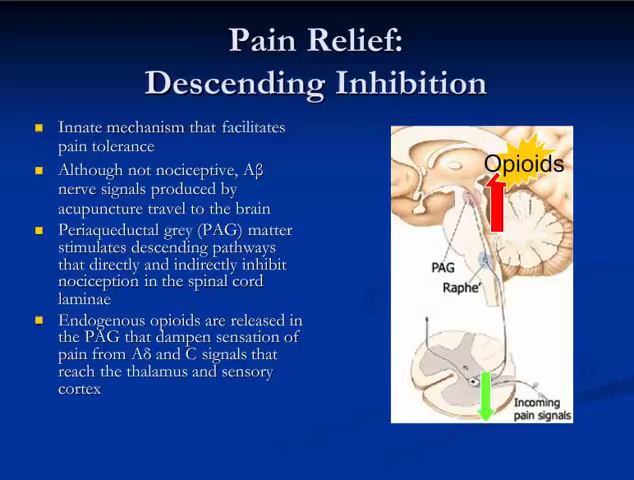 Pain Relief:
Descending Inhibition
Innate mechanism that facilitates
pain tolerance
Although not nociceptive, Aβ
nerve signals produced by
acupuncture travel to the brain
Periaqueductal grey (PAG) matter
stimulates descending pathways
that directly and indirectly inhibit
nociception in the spinal cord
laminae
Endogenous opioids are released in
the PAG that dampen sensation of
pain from Aδ and C signals that
reach the thalamus and sensory
cortex
Opioids
PAG
Raphe'
Incoming
pain signals